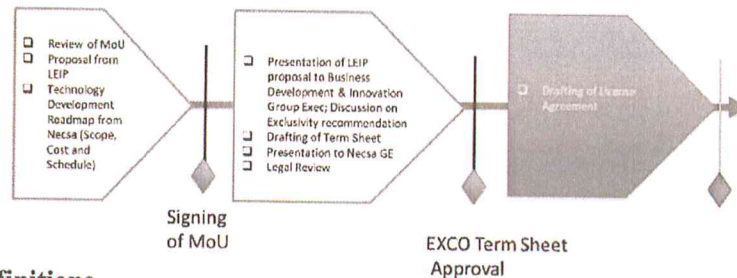 Review of MoU
Proposal from
LEIP
Technology
Development
Roadmap from
Necsa (Scope,
Cost and
Schedule)
Signing
of MoU
Presentation of LEIP
proposal to Business
Development & Innovation
Group Exec; Discussion on
Exclusivity recommendation
Drafting of Term Sheet
Presentation to Necsa GE
Legal Review
EXCO Term Sheet
Approval
Drafting of License
Agreement